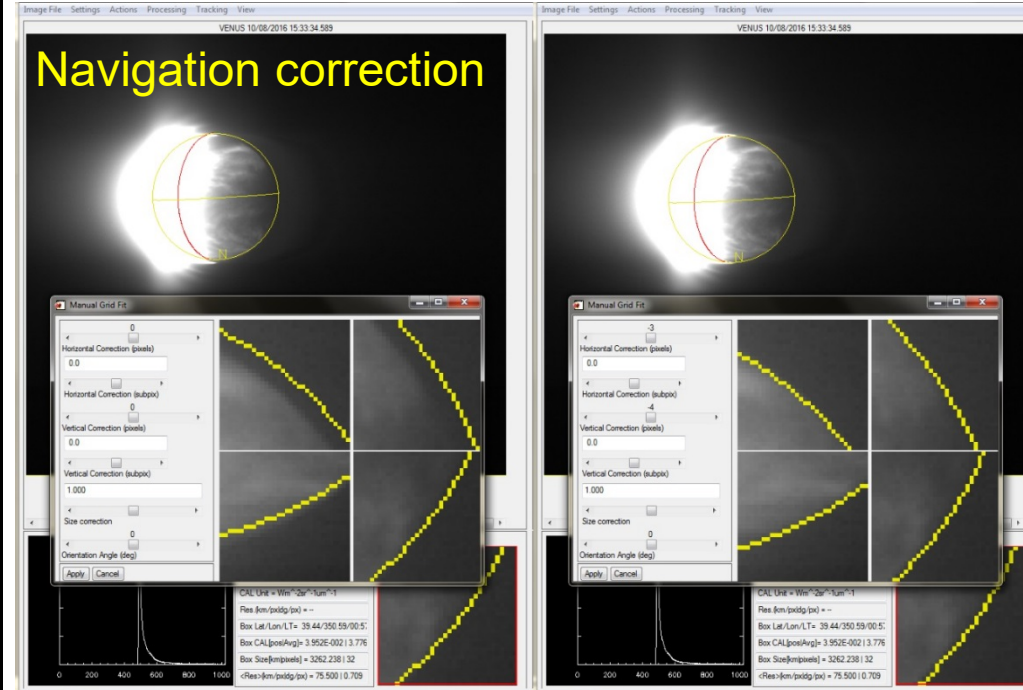 Image File Settings Actions Processing Tracking View
VENUS 10/08/2016 15:33:34.589
Navigation correction
N
Manual Grid Fit
0
Horizontal Correction (pixels)
0.0
Horizontal Correction (subpix)
0
Vertical Correction (pixels)
0.0
Vertical Correction (subpix)
1.000
Size correction
0
Orientation Angle (deg)
Apply Cancel
0 200 400 600 800 1000
CAL Unit = Wm^-2sr^-1um^-1
Res.(km/px|dg/px) = --
Box Lat/Lon/LT= 39.44/350.59/00:5
Box CAL[pos|Avg]= 3.952E-002 | 3.776
Box Size[km|pixels] = 3262.238 | 32
<Res>(km/px|dg/px) = 75.500 | 0.709
Image File Settings Actions Processing Tracking View
VENUS 10/08/2016 15:33:34.589
N
Manual Grid Fit
-3
Horizontal Correction (pixels)
0.0
Horizontal Correction (subpix)
-4
Vertical Correction (pixels)
0.0
Vertical Correction (subpix)
1.000
Size correction
0
Orientation Angle (deg)
Apply Cancel
0 200 400 600 800 1000
CAL Unit = Wm^-2sr^-1um^-1
Res.(km/px|dg/px) = --
Box Lat/Lon/LT= 39.44/350.59/00:5
Box CAL[pos|Avg]= 3.952E-002 | 3.776
Box Size[km|pixels] = 3262.238 | 32
<Res>(km/px|dg/px) = 75.500 | 0.709